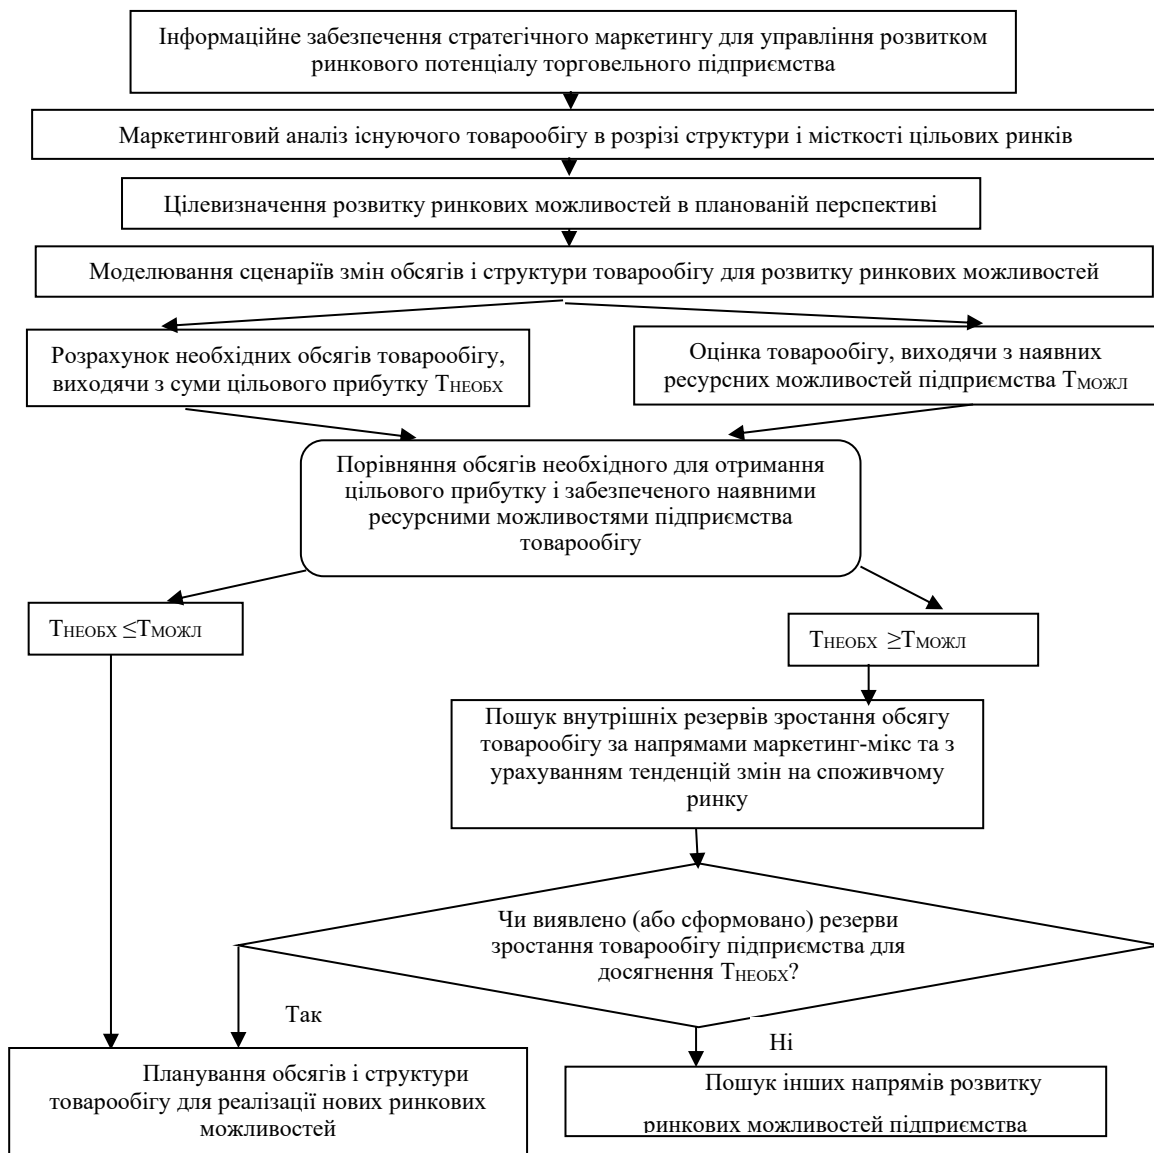 Інформаційне забезпечення стратегічного маркетингу для управління розвитком
ринкового потенціалу торговельного підприємства
Маркетинговий аналіз існуючого товарообігу в розрізі структури і місткості цільових ринків
Цілевизначення розвитку ринкових можливостей в планованій перспективі
Моделювання сценаріїв змін обсягів і структури товарообігу для розвитку ринкових можливостей
Розрахунок необхідних обсягів товарообігу,
виходячи з суми цільового прибутку ТНЕОБХ
Оцінка товарообігу, виходячи з наявних
ресурсних можливостей підприємства ТМОЖЛ
Порівняння обсягів необхідного для отримання
цільового прибутку і забезпеченого наявними
ресурсними можливостями підприємства
товарообігу
ТНЕОБХ ≤ТМОЖЛ
ТНЕОБХ ≥ТМОЖЛ
Пошук внутрішніх резервів зростання обсягу
товарообігу за напрямами маркетинг-мікс та з
урахуванням тенденцій змін на споживчому
ринку
Чи виявлено (або сформовано) резерви
зростання товарообігу підприємства для
досягнення ТНЕОБХ?
Так
Ні
Планування обсягів і структури
товарообігу для реалізації нових ринкових
можливостей
Пошук інших напрямів розвитку
ринкових можливостей підприємства